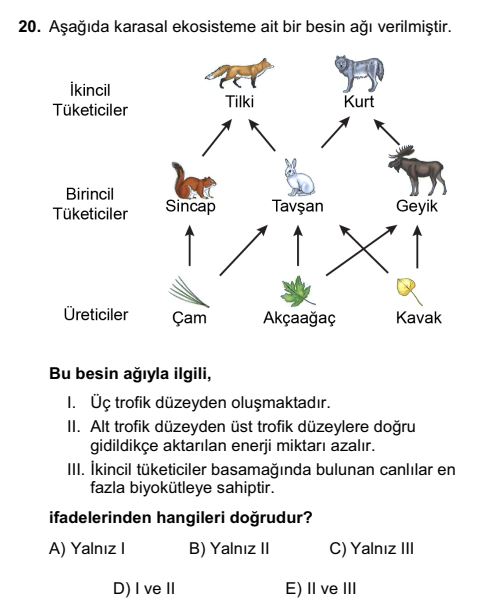 20. Aşağıda karasal ekosisteme ait bir besin ağı verilmiştir.
İkincil
Tüketiciler
Tilki
Kurt
Birincil
Tüketiciler
Sincap
Tavşan
Geyik
Üreticiler
Çam
Akçaağaç
Kavak
Bu besin ağıyla ilgili,
I. Üç trofik düzeyden oluşmaktadır.
II. Alt trofik düzeyden üst trofik düzeylere doğru
gidildikçe aktarılan enerji miktarı azalır.
III. İkincil tüketiciler basamağında bulunan canlılar en
fazla biyokütleye sahiptir.
ifadelerinden hangileri doğrudur?
A) Yalnız I B) Yalnız II C) Yalnız III
D) I ve II E) II ve III